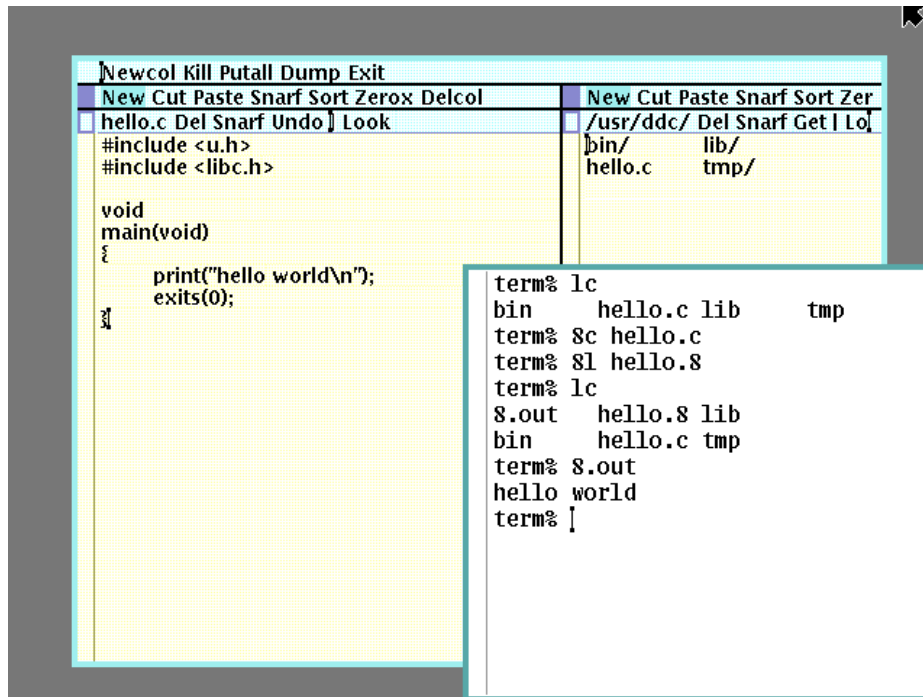 Newcol Kill Putall Dump Exit
New Cut Paste Snarf Sort Zerox Delcol
hello.c Del Snarf Undo | Look
#include <u.h>
#include <libc.h>
void
main(void)
{
print("hello world\n");
exits(0);
}
New Cut Paste Snarf Sort Zer
/usr/ddc/ Del Snarf Get | Lo
bin/ lib/
hello.c tmp/
term% lc
bin hello.c lib tmp
term% 8c hello.c
term% 8l hello.8
term% lc
8.out hello.8 lib
bin hello.c tmp
term% 8.out
hello world
term%